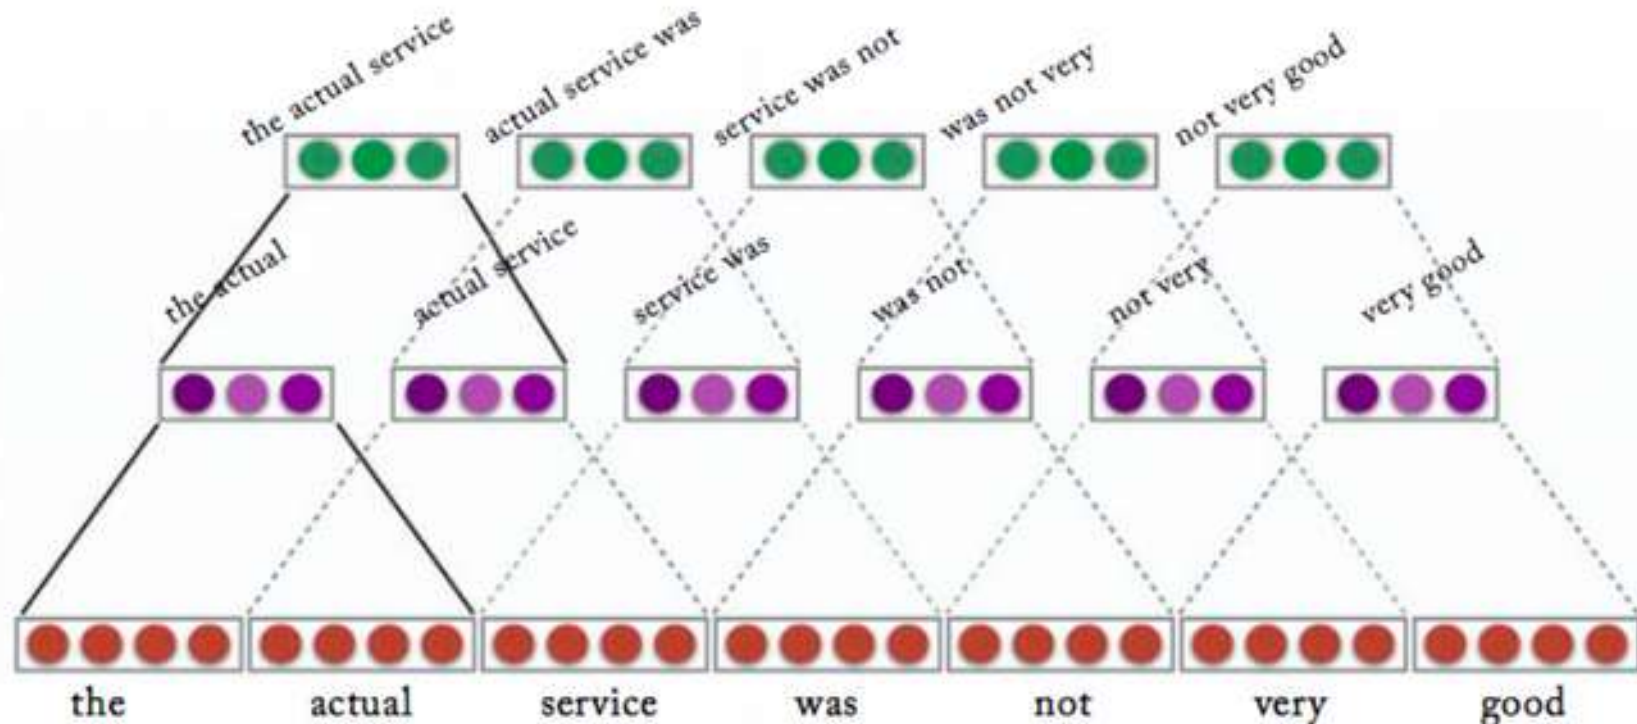 the actual service
actual service was
service was not
was not very
not very good
the actual
actual service
service was
was not
not very
very good
the
actual
service
was
not
very
good